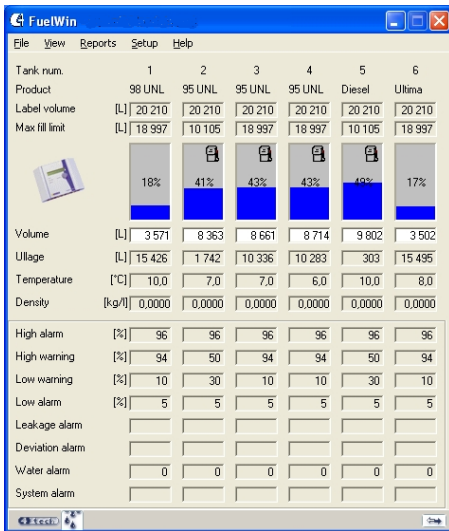 FuelWin
File View Reports Setup Help
Tank num. 1 2 3 4 5 6
Product 98 UNL 95 UNL 95 UNL 95 UNL Diesel Ultima
Label volume [L] 20 210 20 210 20 210 20 210 20 210 20 210
Max fill limit [L] 18 997 10 105 18 997 18 997 10 105 18 997
18% 41% 43% 43% 49% 17%
Volume [L] 3 571 8 363 8 661 8 714 9 802 3 502
Ullage [L] 15 426 1 742 10 336 10 283 303 15 495
Temperature [°C] 10,0 7,0 7,0 6,0 10,0 8,0
Density [kg/l] 0,0000 0,0000 0,0000 0,0000 0,0000 0,0000
High alarm [%] 96 96 96 96 96 96
High warning [%] 94 50 94 94 50 94
Low warning [%] 10 30 10 10 30 10
Low alarm [%] 5 5 5 5 5 5
Leakage alarm
Deviation alarm
Water alarm 0 0 0 0 0 0
System alarm